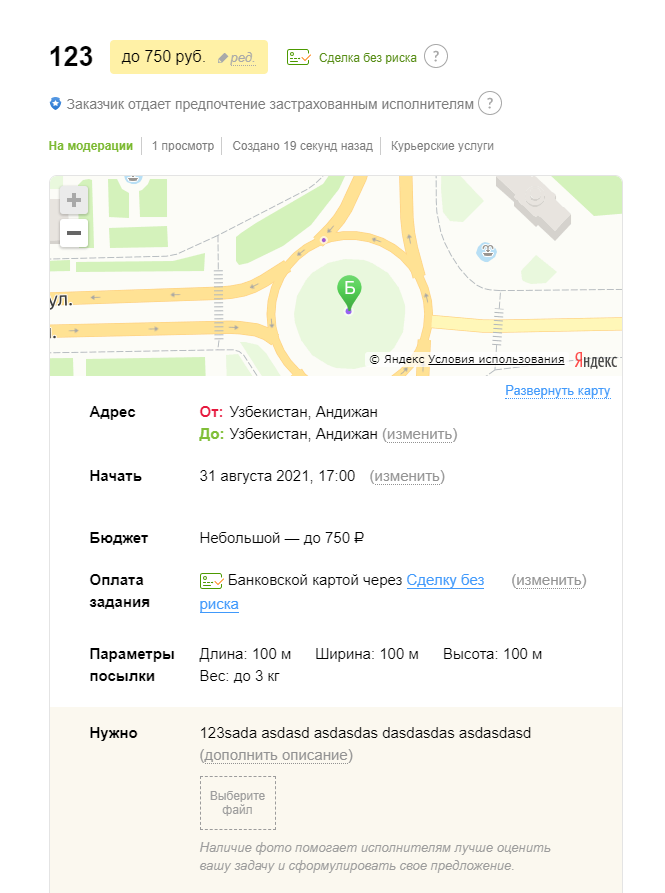 123 до 750 руб. ред. Сделка без риска ?
Заказчик отдает предпочтение застрахованным исполнителям ?
На модерации 1 просмотр Создано 19 секунд назад Курьерские услуги
+
−
Б
ул.
© Яндекс Условия использования Яндекс
Развернуть карту
Адрес От: Узбекистан, Андижан
До: Узбекистан, Андижан (изменить)
Начать 31 августа 2021, 17:00 (изменить)
Бюджет Небольшой — до 750 ₽
Оплата Банковской картой через Сделку без (изменить)
задания риска
Параметры Длина: 100 м Ширина: 100 м Высота: 100 м
посылки Вес: до 3 кг
Нужно 123sada asdasd asdasdas dasdasdas asdasdasd
(дополнить описание)
Выберите
файл
Наличие фото помогает исполнителям лучше оценить
вашу задачу и сформулировать свое предложение.